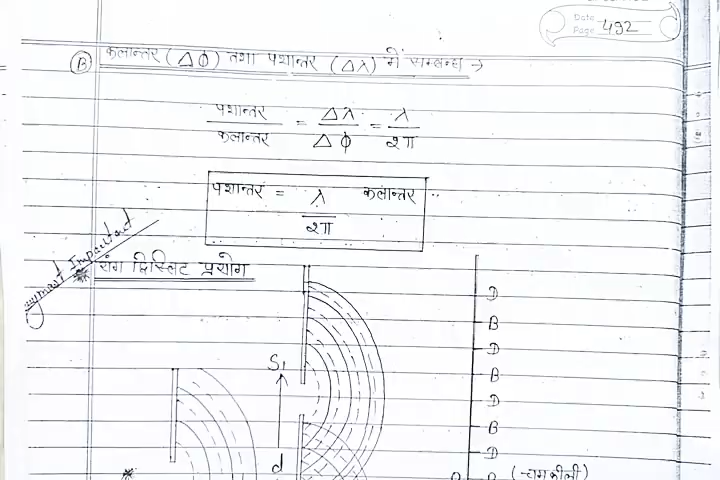 Date
Page 492
(B) कलान्तर (Δϕ) तथा पथान्तर (Δλ) में सम्बन्ध →
पथान्तर / कलान्तर = Δλ / Δϕ = λ / 2π
पथान्तर = λ / 2π कलान्तर
Important
* यंग द्विस्लिट प्रयोग
D
B
D
S₁
B
D
B
D
d
(चमकीली)